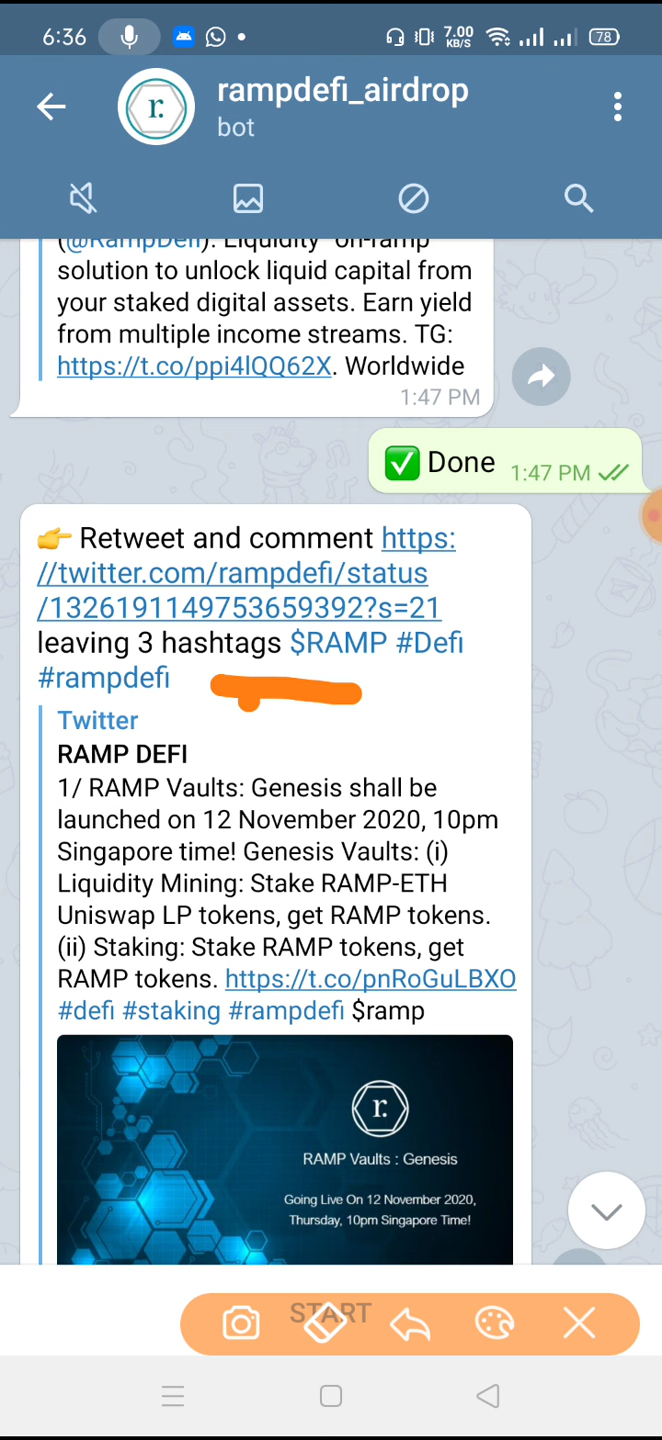 6:36
7.00
KB/S
78
r.
rampdefi_airdrop
bot
(@RampDefi). Liquidity "on-ramp"
solution to unlock liquid capital from
your staked digital assets. Earn yield
from multiple income streams. TG:
https://t.co/ppi4lQQ62X. Worldwide
1:47 PM
✅ Done 1:47 PM
👉 Retweet and comment https:
//twitter.com/rampdefi/status
/1326191149753659392?s=21
leaving 3 hashtags $RAMP #Defi
#rampdefi
Twitter
RAMP DEFI
1/ RAMP Vaults: Genesis shall be
launched on 12 November 2020, 10pm
Singapore time! Genesis Vaults: (i)
Liquidity Mining: Stake RAMP-ETH
Uniswap LP tokens, get RAMP tokens.
(ii) Staking: Stake RAMP tokens, get
RAMP tokens. https://t.co/pnRoGuLBXO
#defi #staking #rampdefi $ramp
r.
RAMP Vaults : Genesis
Going Live On 12 November 2020,
Thursday, 10pm Singapore Time!
START